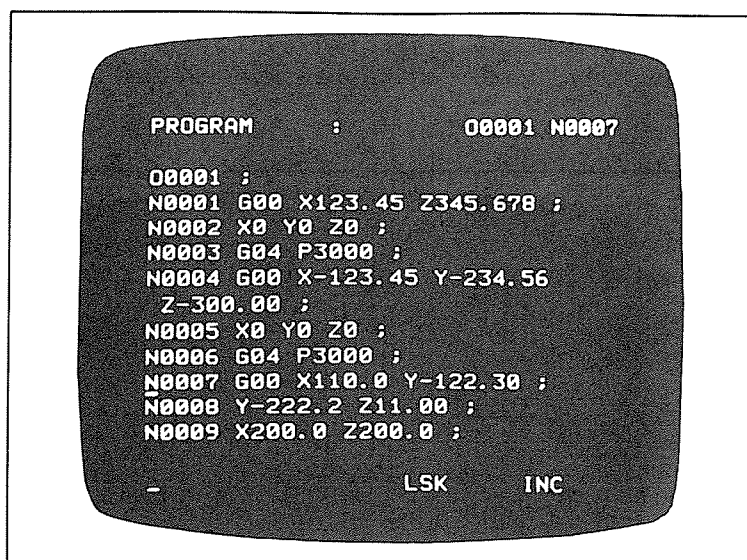 PROGRAM : O0001 N0007
O0001 ;
N0001 G00 X123.45 Z345.678 ;
N0002 X0 Y0 Z0 ;
N0003 G04 P3000 ;
N0004 G00 X-123.45 Y-234.56
Z-300.00 ;
N0005 X0 Y0 Z0 ;
N0006 G04 P3000 ;
N0007 G00 X110.0 Y-122.30 ;
N0008 Y-222.2 Z11.00 ;
N0009 X200.0 Z200.0 ;
_ LSK INC